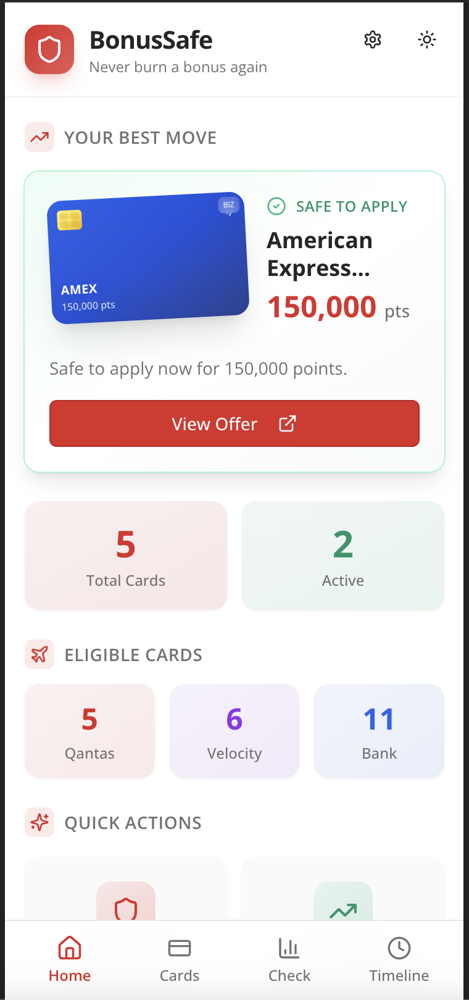 BonusSafe
Never burn a bonus again
YOUR BEST MOVE
BIZ
AMEX
150,000 pts
SAFE TO APPLY
American
Express...
150,000 pts
Safe to apply now for 150,000 points.
View Offer
5
Total Cards
2
Active
ELIGIBLE CARDS
5
Qantas
6
Velocity
11
Bank
QUICK ACTIONS
Home
Cards
Check
Timeline